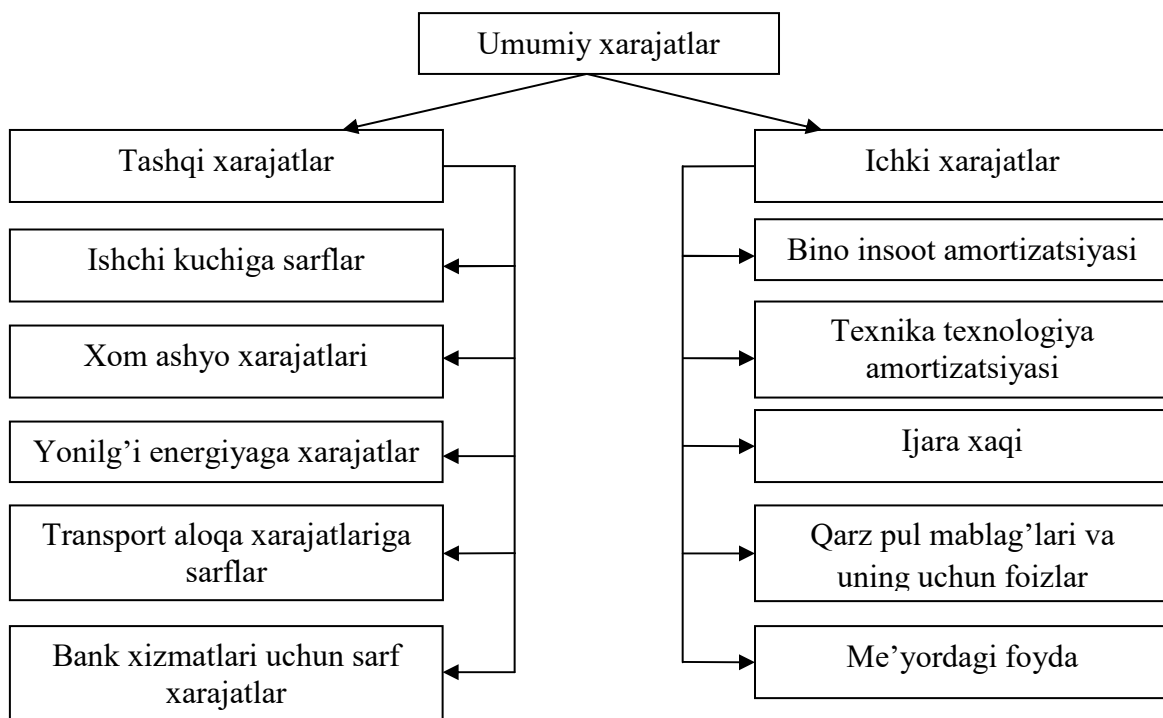 Umumiy xarajatlar
Tashqi xarajatlar
Ishchi kuchiga sarflar
Xom ashyo xarajatlari
Yonilg’i energiyaga xarajatlar
Transport aloqa xarajatlariga
sarflar
Bank xizmatlari uchun sarf
xarajatlar
Ichki xarajatlar
Bino insoot amortizatsiyasi
Texnika texnologiya
amortizatsiyasi
Ijara xaqi
Qarz pul mablag’lari va
uning uchun foizlar
Me’yordagi foyda